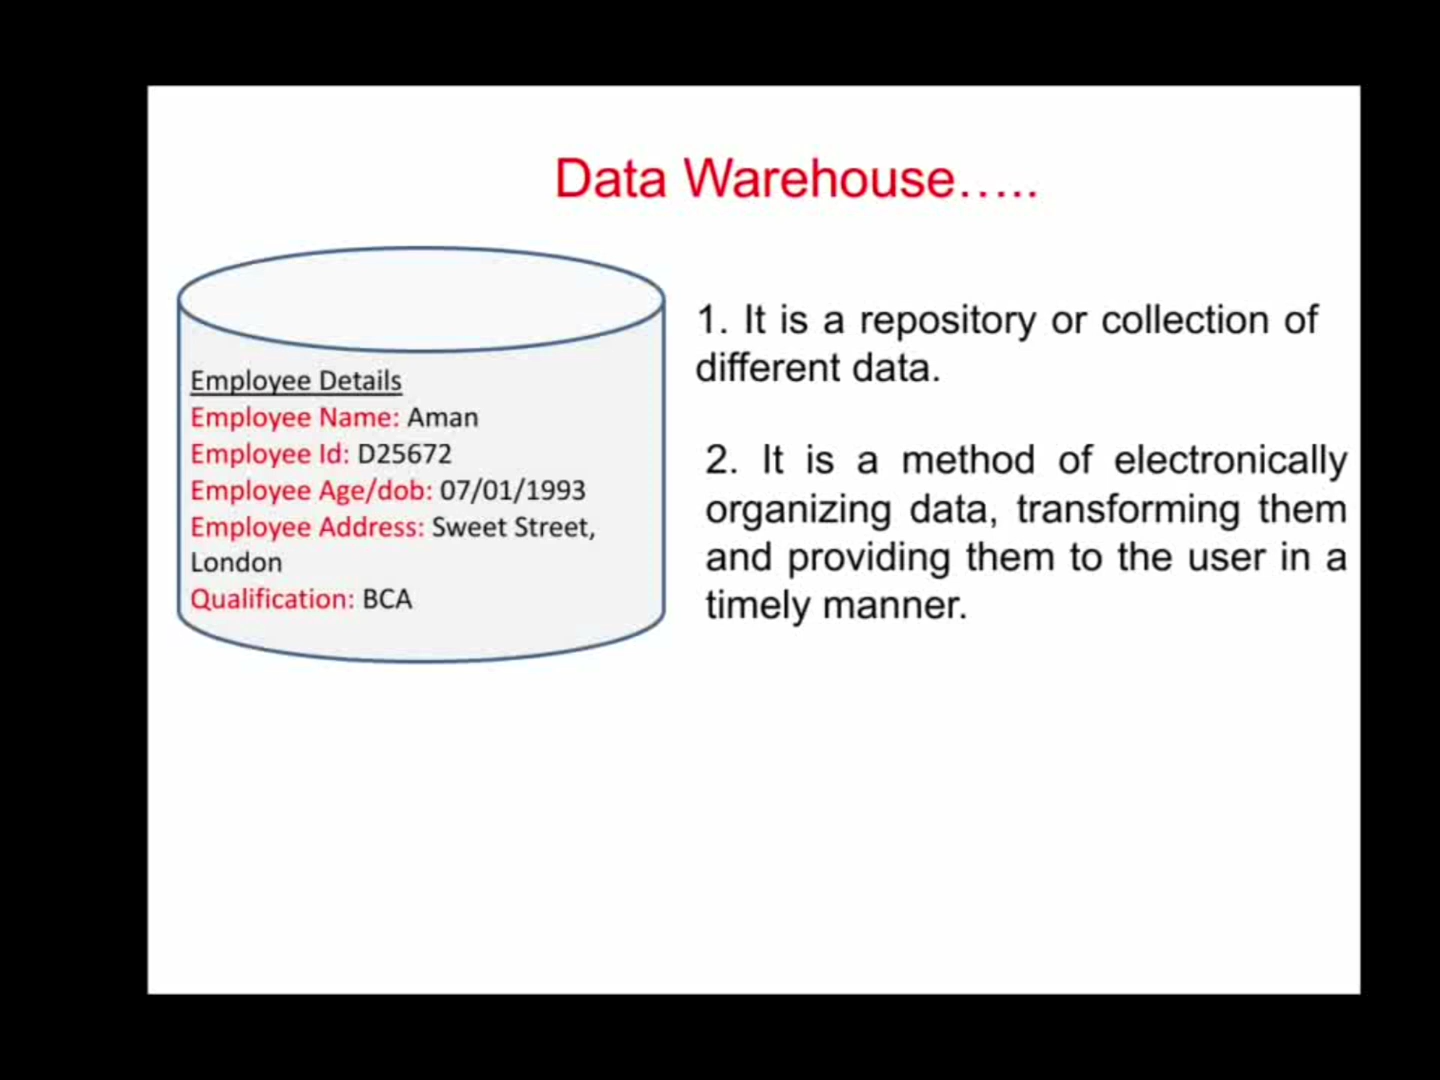 Data Warehouse.....
Employee Details
Employee Name: Aman
Employee Id: D25672
Employee Age/dob: 07/01/1993
Employee Address: Sweet Street,
London
Qualification: BCA
1. It is a repository or collection of
different data.
2. It is a method of electronically
organizing data, transforming them
and providing them to the user in a
timely manner.